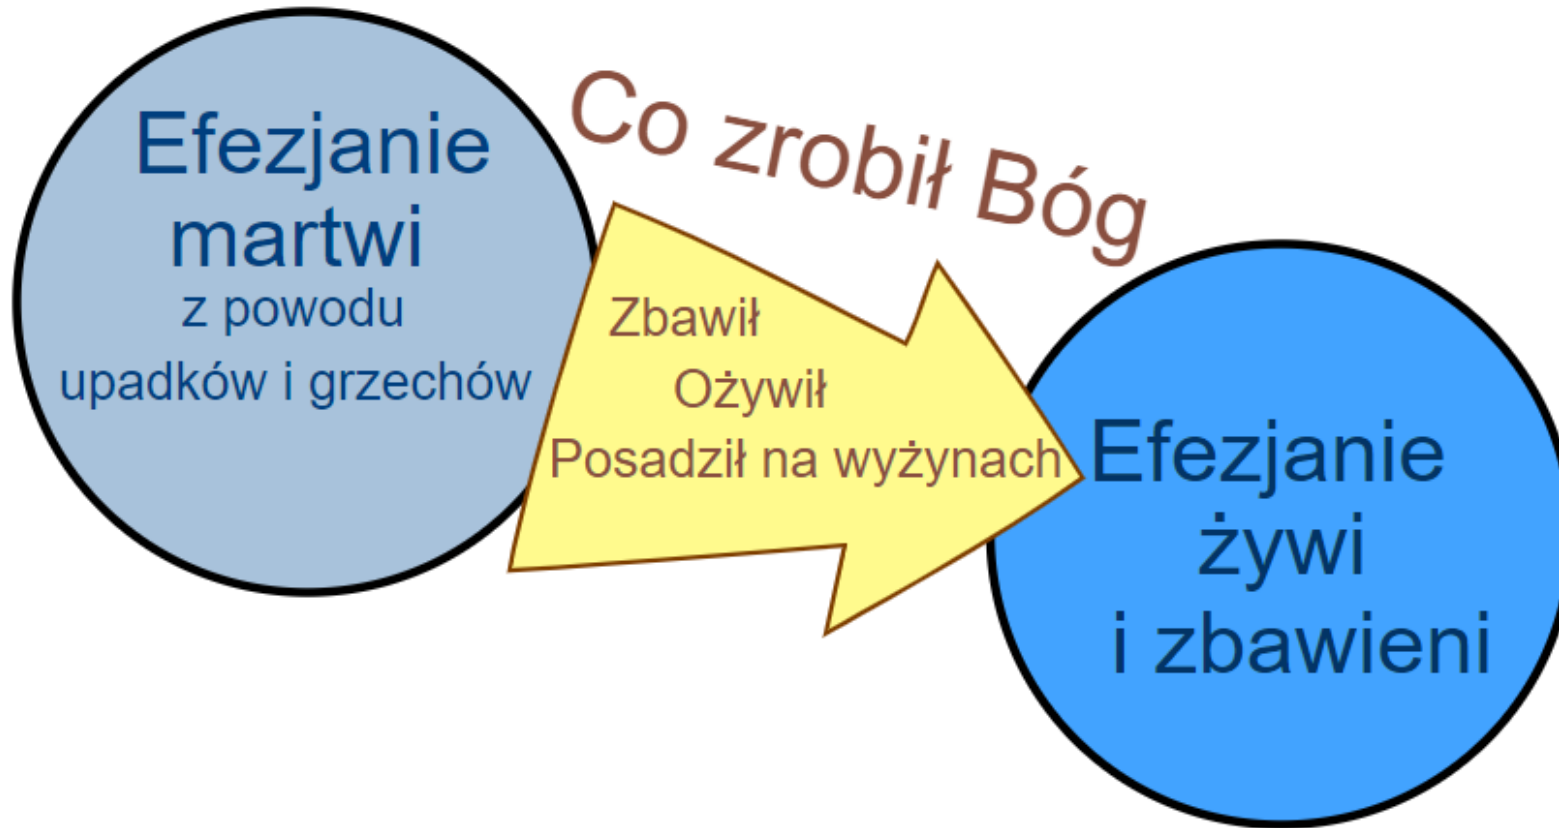 Efezjanie
martwi
z powodu
upadków i grzechów
Co zrobił Bóg
Zbawił
Ożywił
Posadził na wyżynach
Efezjanie
żywi
i zbawieni